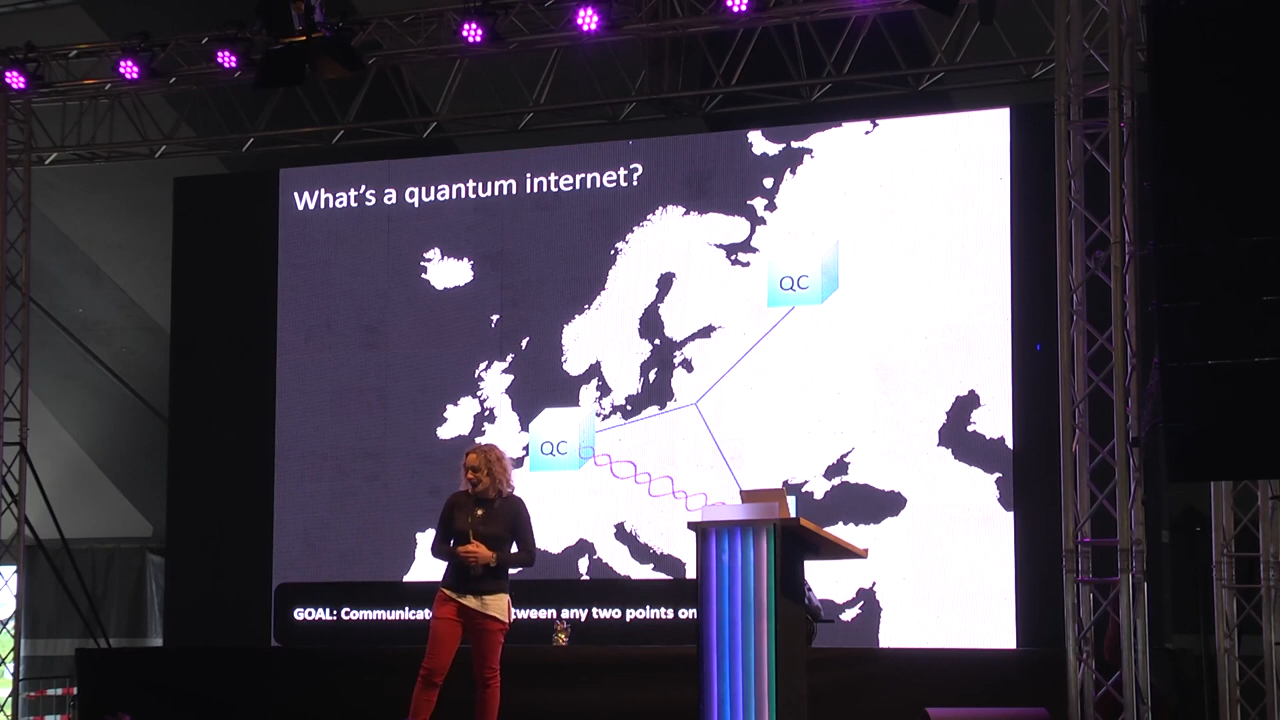 What's a quantum internet?
QC
QC
GOAL: Communicate tween any two points on